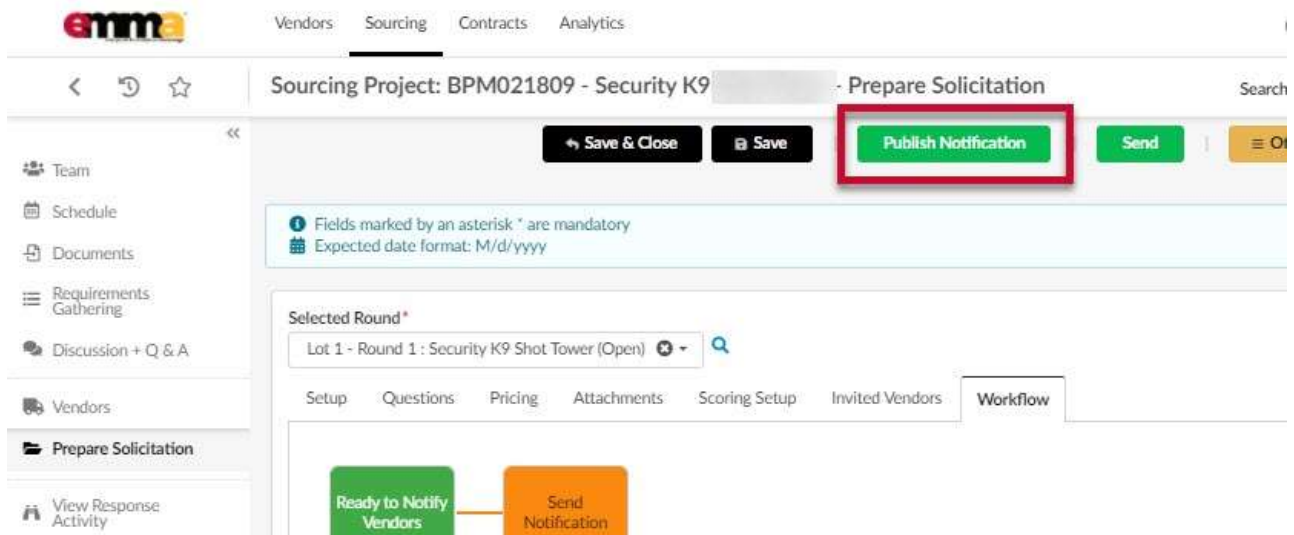 emma
Vendors Sourcing Contracts Analytics
Sourcing Project: BPM021809 - Security K9 - Prepare Solicitation
Search
Save & Close Save Publish Notification Send
Team
Schedule
Documents
Requirements
Gathering
Discussion + Q & A
Vendors
Prepare Solicitation
View Response
Activity
Fields marked by an asterisk * are mandatory
Expected date format: M/d/yyyy
Selected Round*
Lot 1 - Round 1 : Security K9 Shot Tower (Open)
Setup Questions Pricing Attachments Scoring Setup Invited Vendors Workflow
Ready to Notify
Vendors
Send
Notification